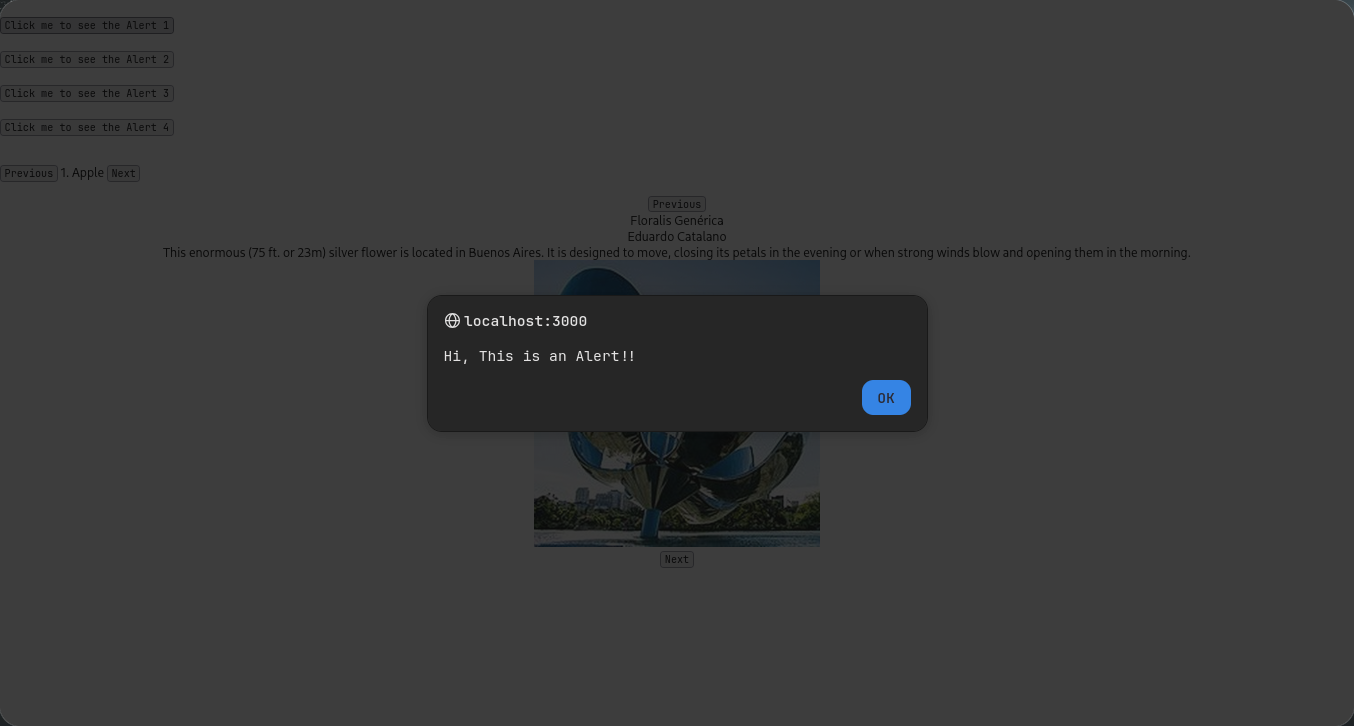 Click me to see the Alert 1
Click me to see the Alert 2
Click me to see the Alert 3
Click me to see the Alert 4
Previous 1. Apple Next
Previous
Floralis Genérica
Eduardo Catalano
This enormous (75 ft. or 23m) silver flower is located in Buenos Aires. It is designed to move, closing its petals in the evening or when strong winds blow and opening them in the morning.
localhost:3000
Hi, This is an Alert!!
OK
Next